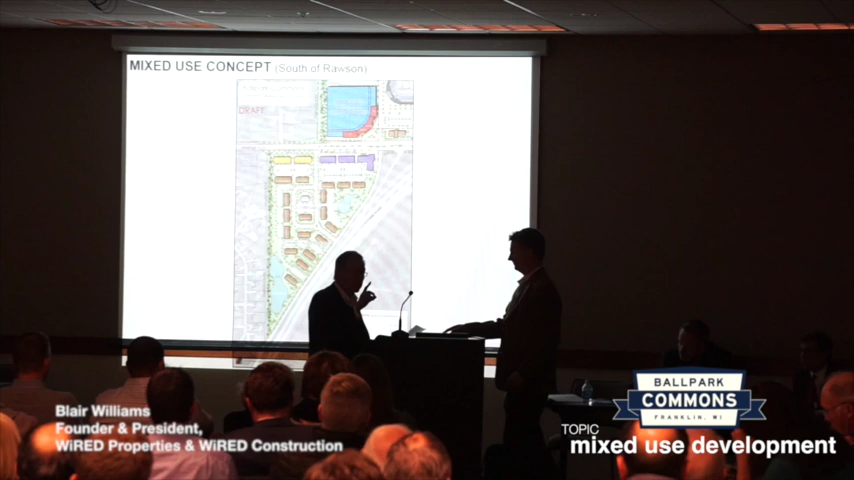 MIXED USE CONCEPT (South of Rawson)
DRAFT
BALLPARK
COMMONS
FRANKLIN, WI
Blair Williams
Founder & President,
WiRED Properties & WiRED Construction
TOPIC
mixed use development